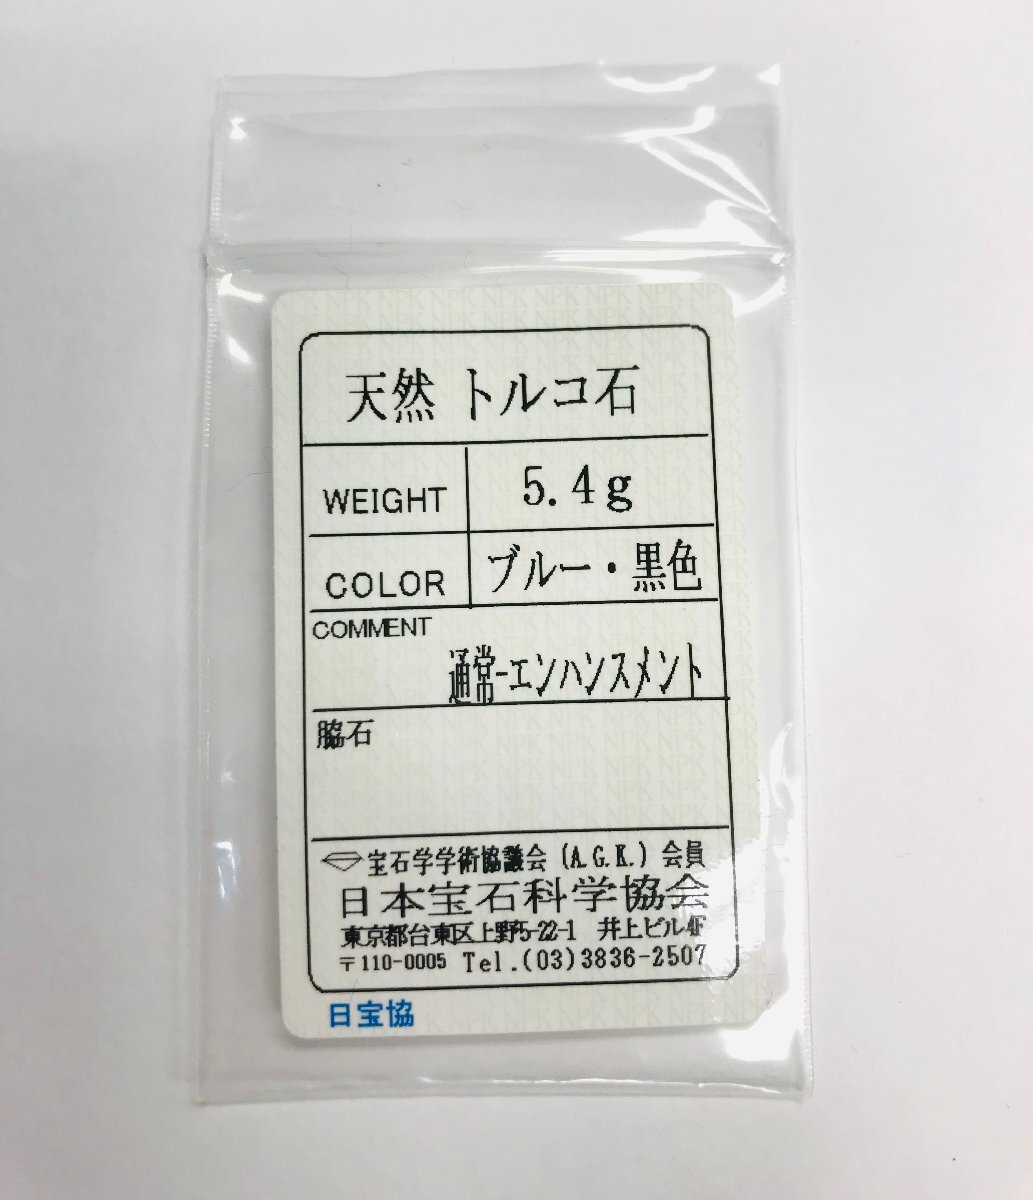 天然 トルコ石
WEIGHT 5.4g
COLOR ブルー・黒色
COMMENT
通常-エンハンスメント
脇石
宝石学学術協議会 (A.G.K.) 会員
日本宝石科学協会
東京都台東区上野5-22-1 井上ビル4F
〒110-0005 Tel.(03)3836-2507
日宝協